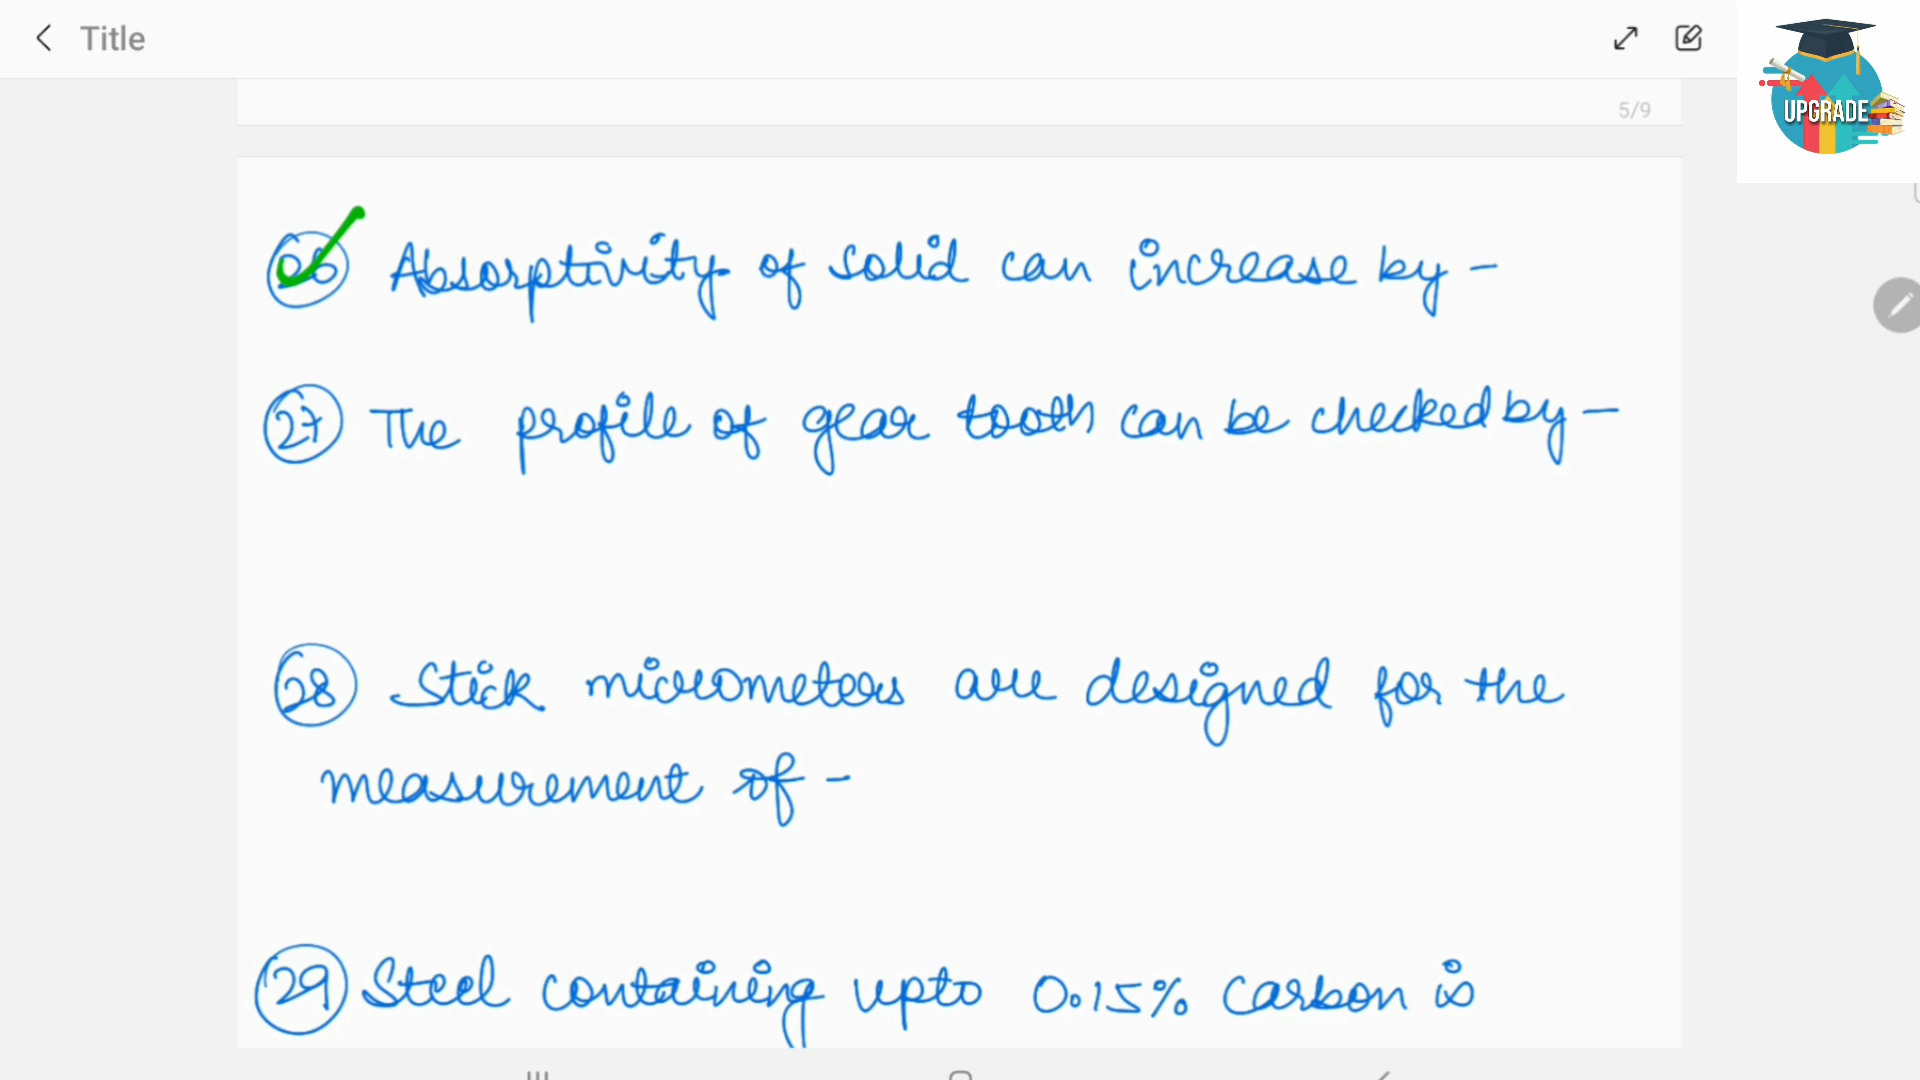 Title
UPGRADE
5/9
26 Absorptivity of solid can increase by -
27 The profile of gear tooth can be checked by -
28 Stick micrometers are designed for the
measurement of -
29 Steel containing upto 0.15% carbon is